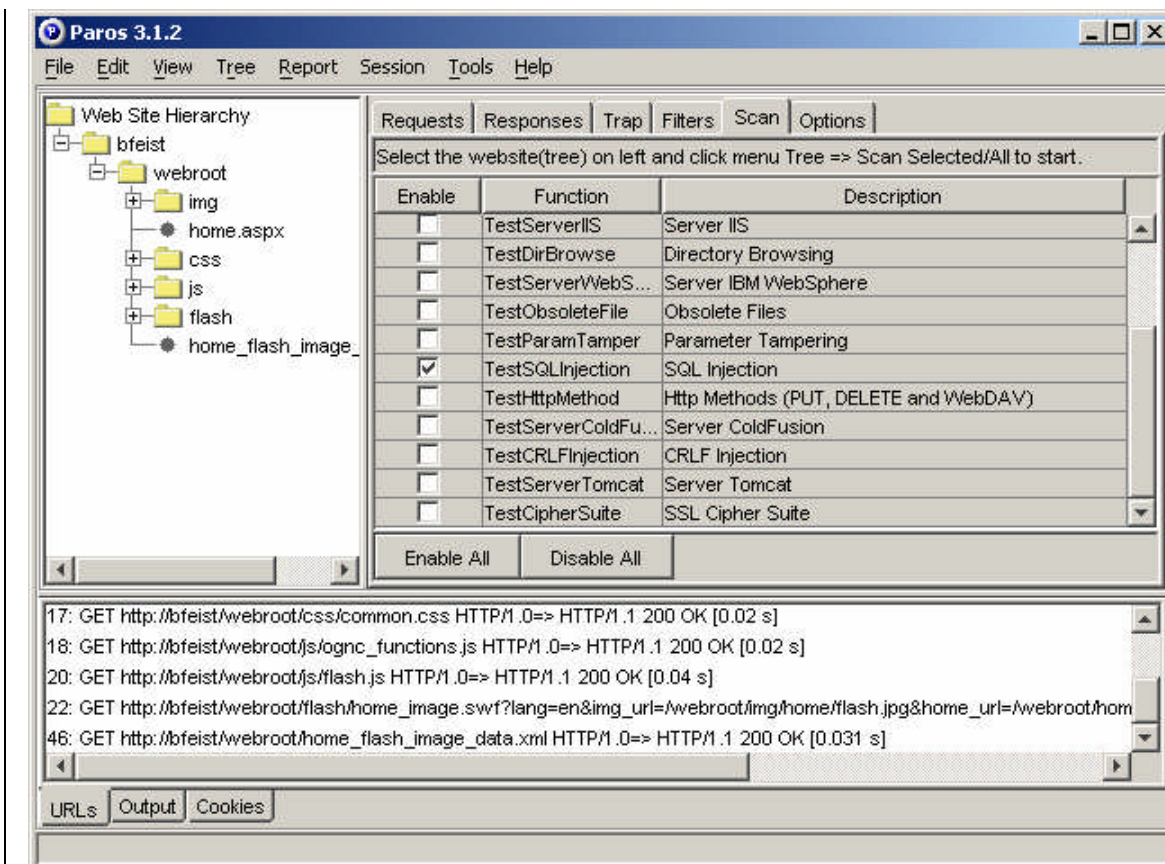 Paros 3.1.2
File Edit View Tree Report Session Tools Help
Web Site Hierarchy
bfeist
webroot
img
home.aspx
css
js
flash
home_flash_image_
Requests Responses Trap Filters Scan Options
Select the website(tree) on left and click menu Tree => Scan Selected/All to start.
Enable Function Description
TestServerIIS Server IIS
TestDirBrowse Directory Browsing
TestServerWebS... Server IBM WebSphere
TestObsoleteFile Obsolete Files
TestParamTamper Parameter Tampering
TestSQLInjection SQL Injection
TestHttpMethod Http Methods (PUT, DELETE and WebDAV)
TestServerColdFu... Server ColdFusion
TestCRLFInjection CRLF Injection
TestServerTomcat Server Tomcat
TestCipherSuite SSL Cipher Suite
Enable All Disable All
17: GET http://bfeist/webroot/css/common.css HTTP/1.0=> HTTP/1.1 200 OK [0.02 s]
18: GET http://bfeist/webroot/js/ognc_functions.js HTTP/1.0=> HTTP/1.1 200 OK [0.02 s]
20: GET http://bfeist/webroot/js/flash.js HTTP/1.0=> HTTP/1.1 200 OK [0.04 s]
22: GET http://bfeist/webroot/flash/home_image.swf?lang=en&img_url=/webroot/img/home/flash.jpg&home_url=/webroot/hom
46: GET http://bfeist/webroot/home_flash_image_data.xml HTTP/1.0=> HTTP/1.1 200 OK [0.031 s]
URLs Output Cookies